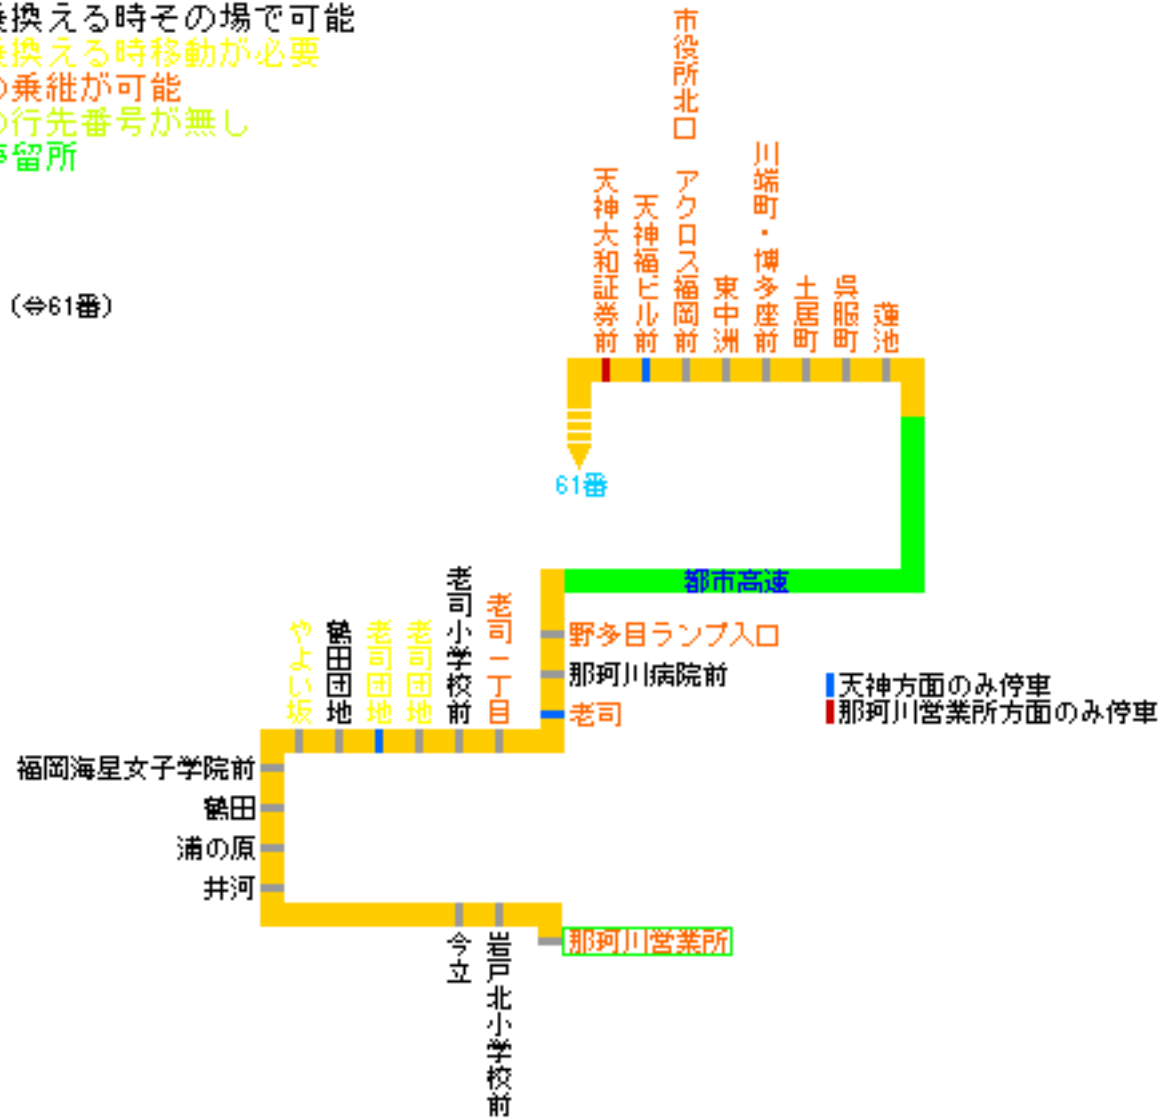 乗換える時その場で可能
乗換える時移動が必要
の乗継が可能
の行先番号が無し
停留所
(⇔61番)
天神大和証券前
天神福ビル前
市役所北口 アクロス福岡前
東中洲
川端町・博多座前
土居町
呉服町
蓮池
61番
都市高速
野多目ランプ入口
那珂川病院前
老司
天神方面のみ停車
那珂川営業所方面のみ停車
やよい坂
鶴田団地
老司団地
老司団地
老司小学校前
老司一丁目
福岡海星女子学院前
鶴田
浦の原
井河
今立
岩戸北小学校前
那珂川営業所